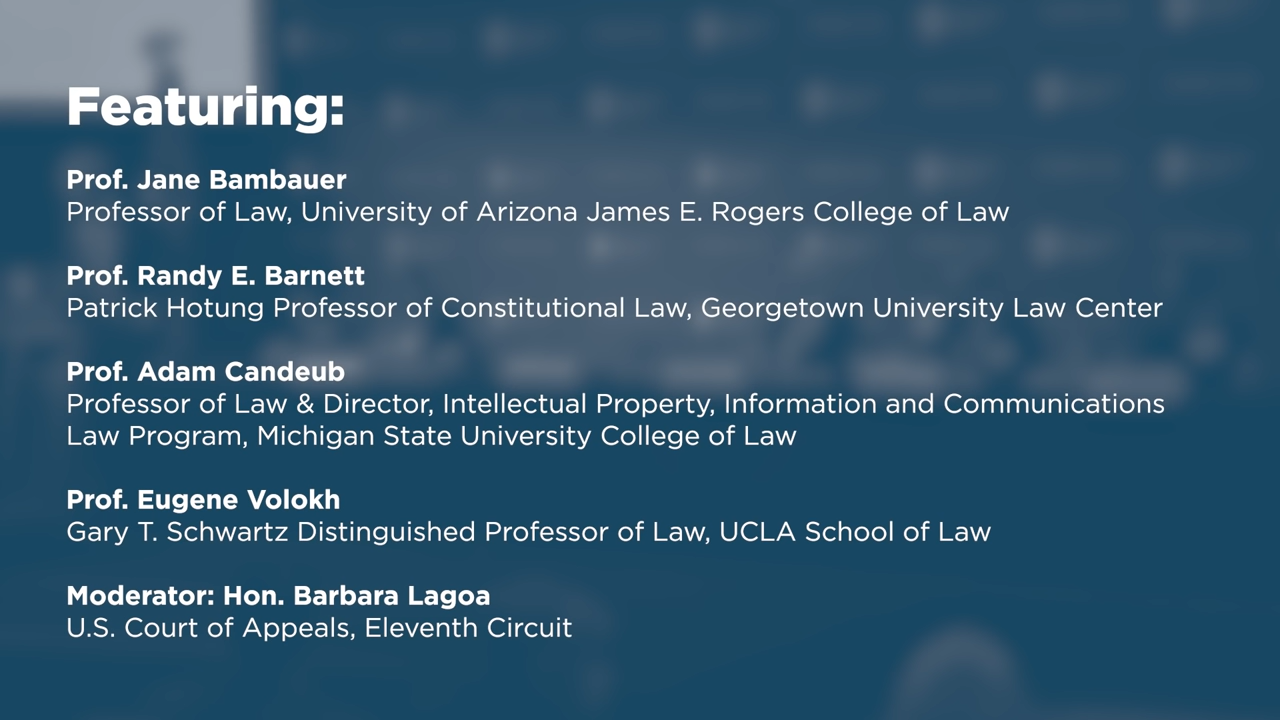 Featuring:
Prof. Jane Bambauer
Professor of Law, University of Arizona James E. Rogers College of Law
Prof. Randy E. Barnett
Patrick Hotung Professor of Constitutional Law, Georgetown University Law Center
Prof. Adam Candeub
Professor of Law & Director, Intellectual Property, Information and Communications
Law Program, Michigan State University College of Law
Prof. Eugene Volokh
Gary T. Schwartz Distinguished Professor of Law, UCLA School of Law
Moderator: Hon. Barbara Lagoa
U.S. Court of Appeals, Eleventh Circuit